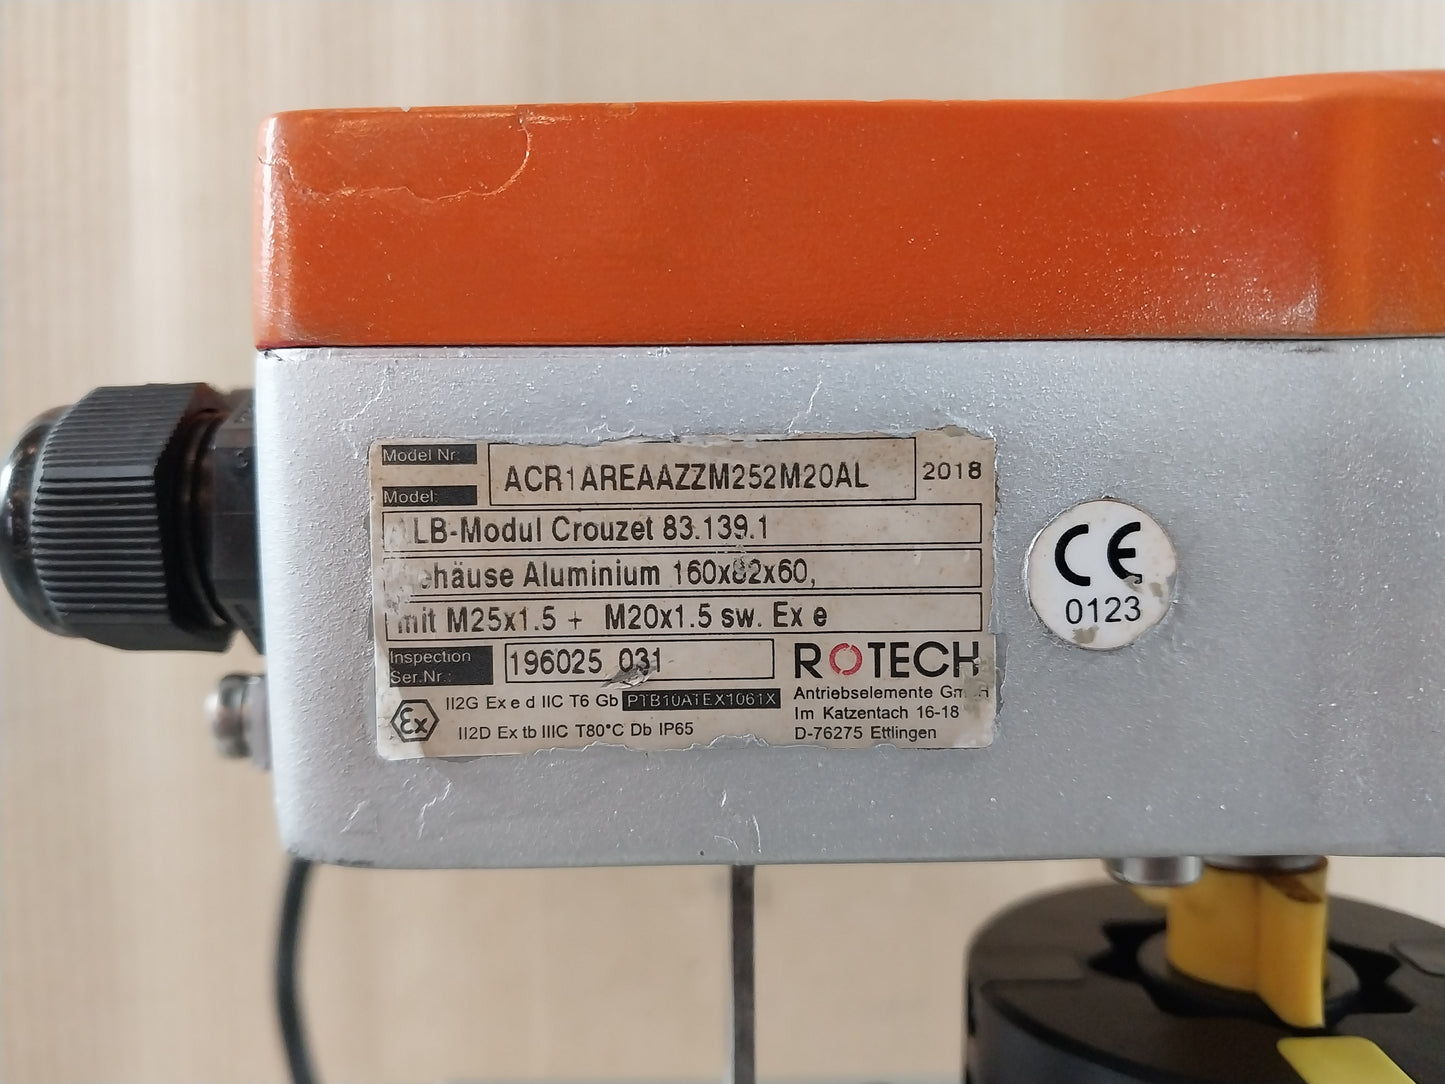 Model Nr:
ACR1AREAAZZM252M20AL
2018
Model:
LB-Modul Crouzet 83.139.1
ehäuse Aluminium 160x82x60,
mit M25x1.5 + M20x1.5 sw. Ex e
Inspection
Ser.Nr.:
196025 031
ROTECH
Antriebselemente GmbH
Im Katzentach 16-18
D-76275 Ettlingen
Ex
II2G Ex e d IIC T6 Gb PTB10ATEX1061X
II2D Ex tb IIIC T80°C Db IP65
CE
0123